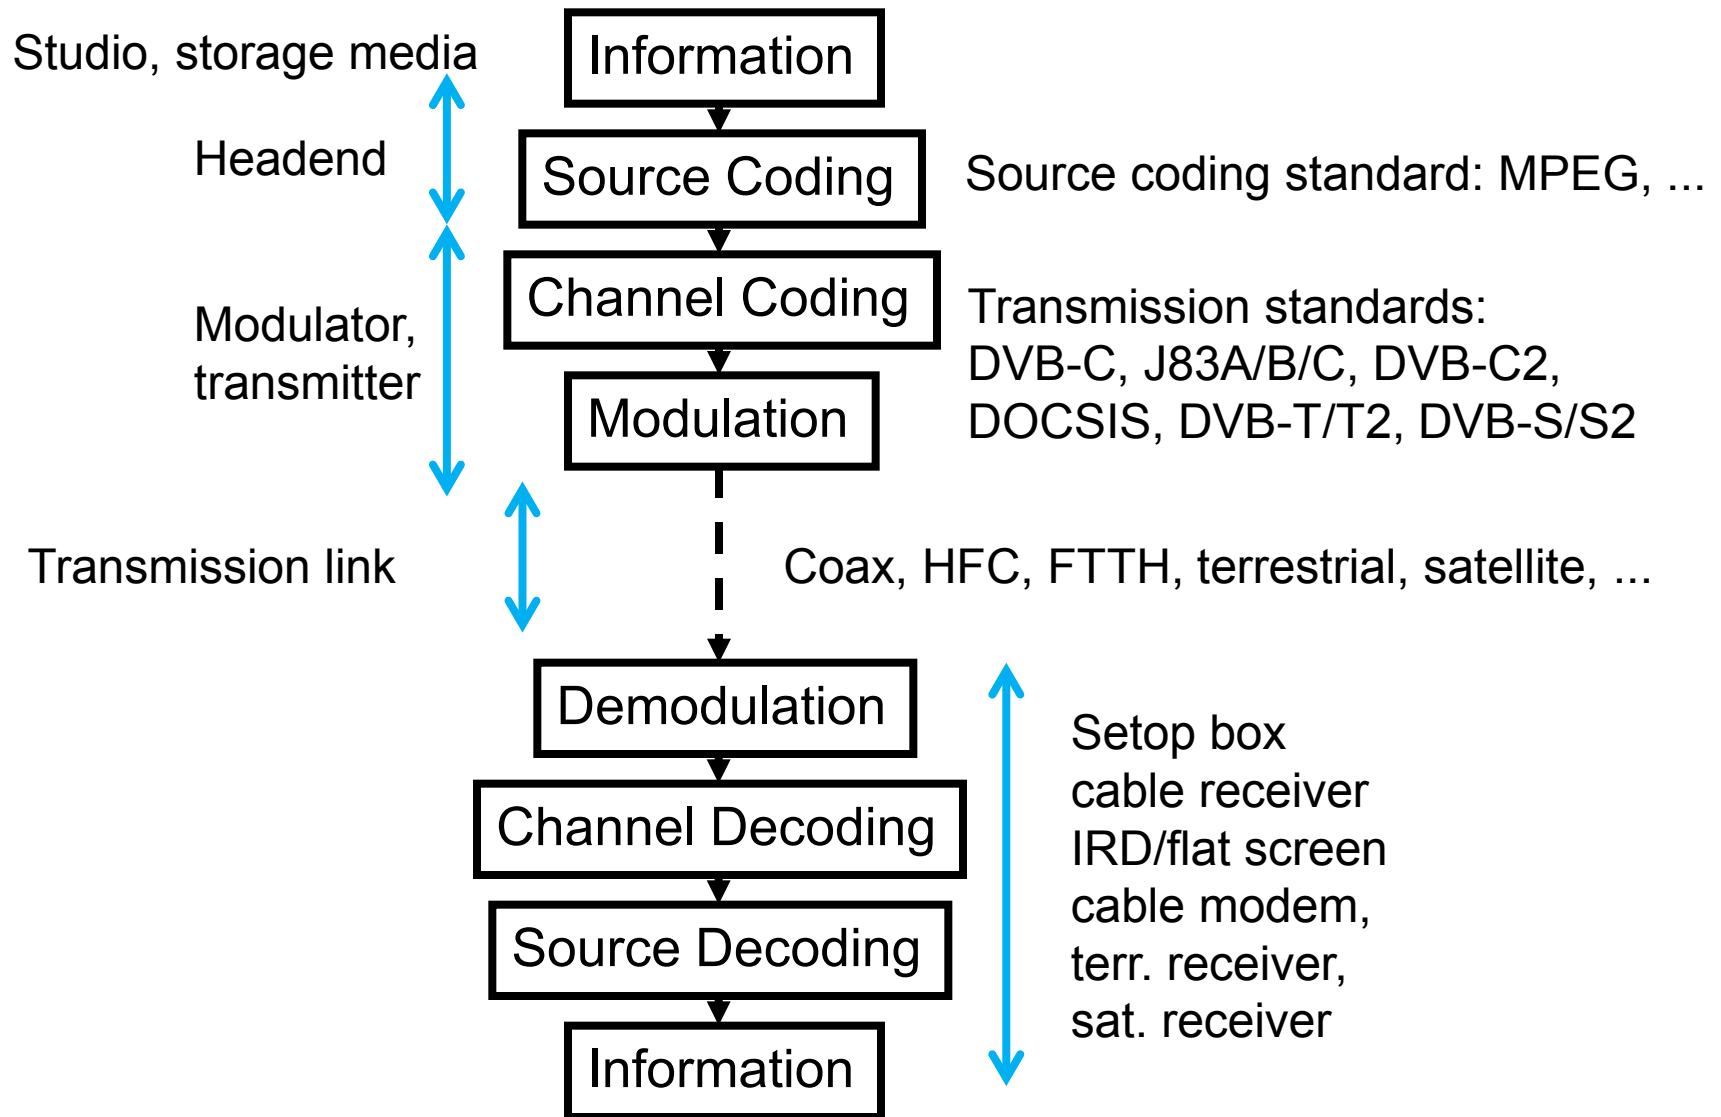 Studio, storage media
Information
Headend
Source Coding
Source coding standard: MPEG, ...
Channel Coding
Modulator,
transmitter
Transmission standards:
DVB-C, J83A/B/C, DVB-C2,
DOCSIS, DVB-T/T2, DVB-S/S2
Modulation
Transmission link
Coax, HFC, FTTH, terrestrial, satellite, ...
Demodulation
Channel Decoding
Source Decoding
Information
Setop box
cable receiver
IRD/flat screen
cable modem,
terr. receiver,
sat. receiver